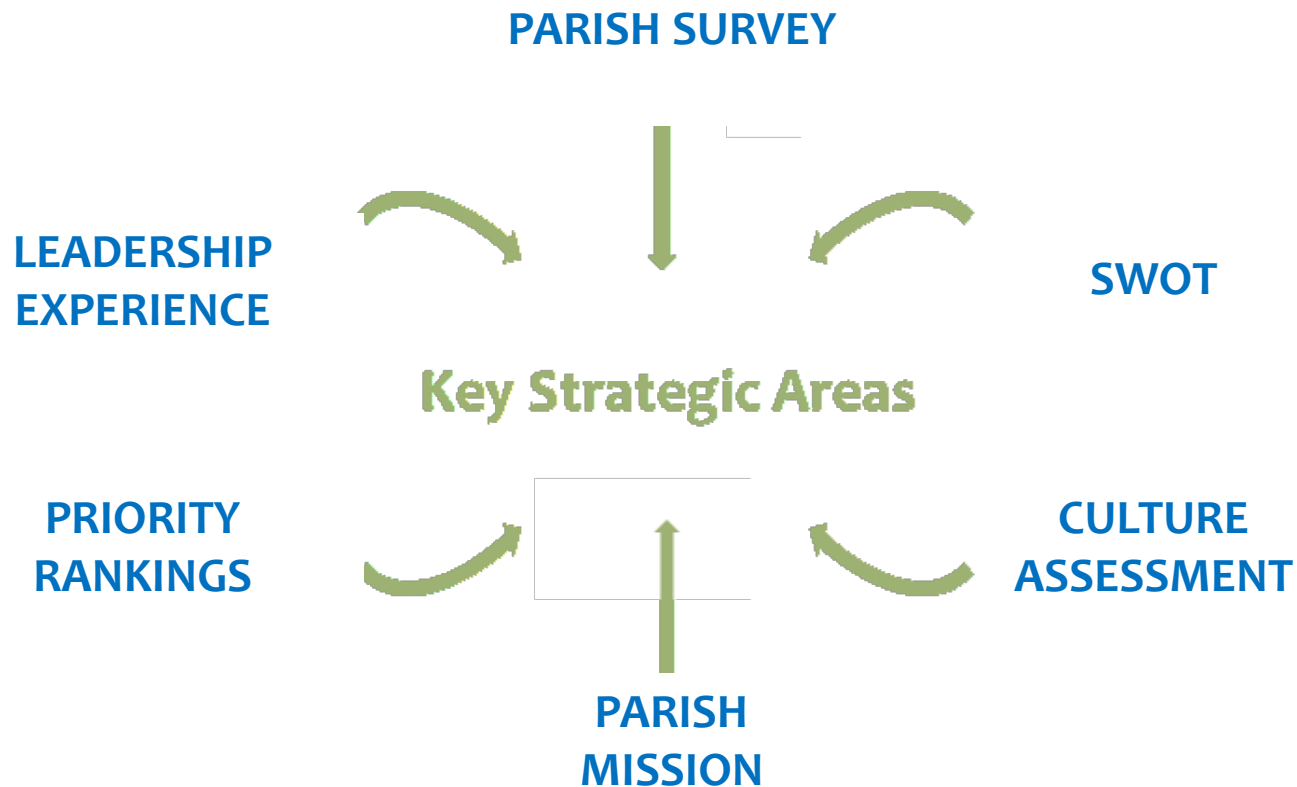 PARISH SURVEY
LEADERSHIP
EXPERIENCE
SWOT
Key Strategic Areas
PRIORITY
RANKINGS
CULTURE
ASSESSMENT
PARISH
MISSION